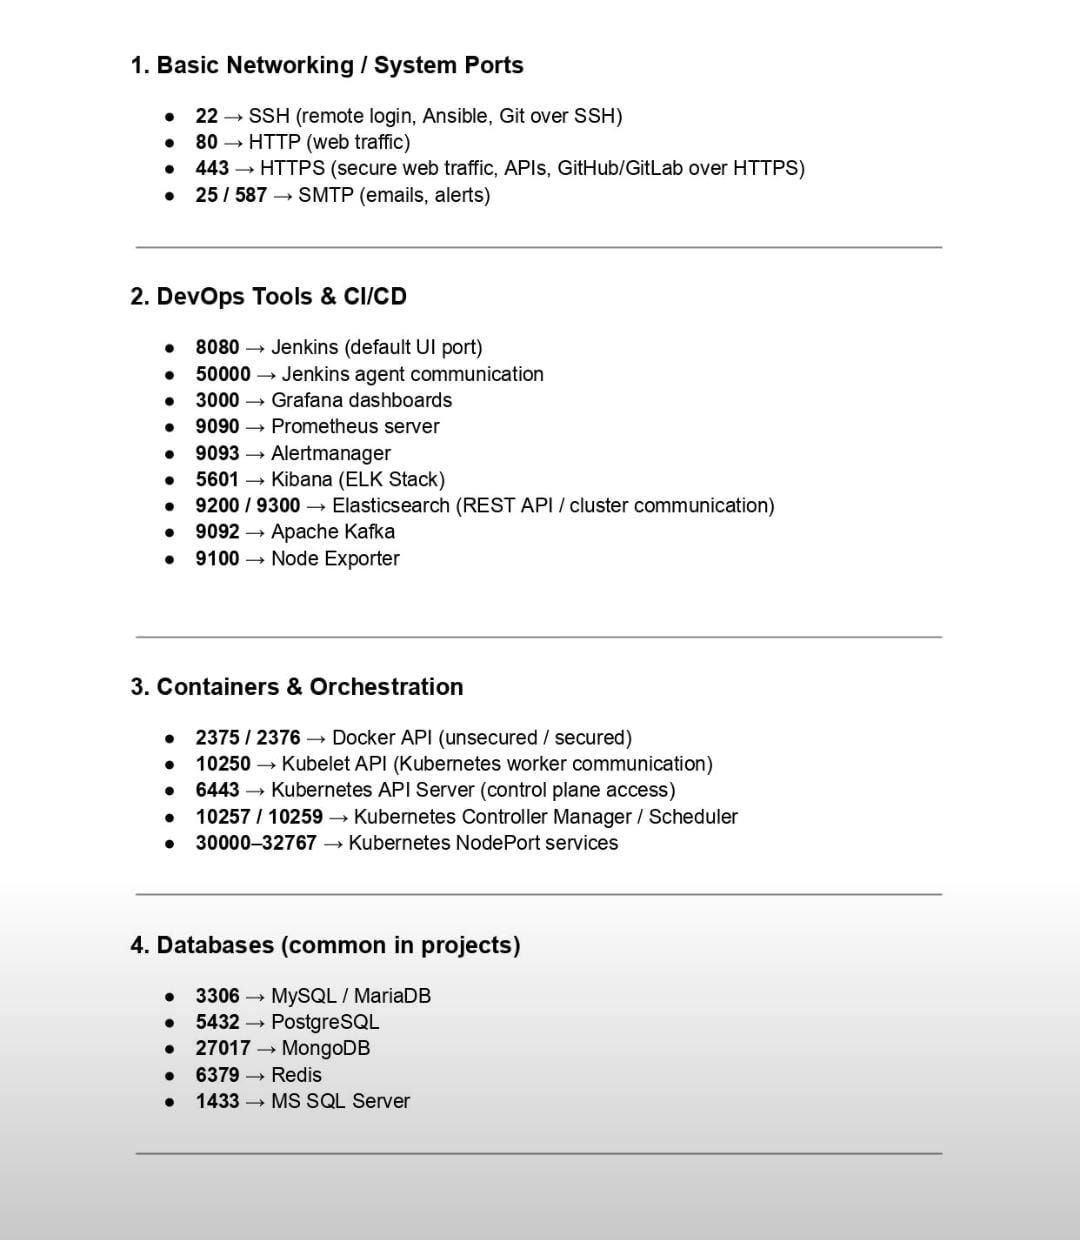 1. Basic Networking / System Ports
● 22 → SSH (remote login, Ansible, Git over SSH)
● 80 → HTTP (web traffic)
● 443 → HTTPS (secure web traffic, APIs, GitHub/GitLab over HTTPS)
● 25 / 587 → SMTP (emails, alerts)
2. DevOps Tools & CI/CD
● 8080 → Jenkins (default UI port)
● 50000 → Jenkins agent communication
● 3000 → Grafana dashboards
● 9090 → Prometheus server
● 9093 → Alertmanager
● 5601 → Kibana (ELK Stack)
● 9200 / 9300 → Elasticsearch (REST API / cluster communication)
● 9092 → Apache Kafka
● 9100 → Node Exporter
3. Containers & Orchestration
● 2375 / 2376 → Docker API (unsecured / secured)
● 10250 → Kubelet API (Kubernetes worker communication)
● 6443 → Kubernetes API Server (control plane access)
● 10257 / 10259 → Kubernetes Controller Manager / Scheduler
● 30000–32767 → Kubernetes NodePort services
4. Databases (common in projects)
● 3306 → MySQL / MariaDB
● 5432 → PostgreSQL
● 27017 → MongoDB
● 6379 → Redis
● 1433 → MS SQL Server